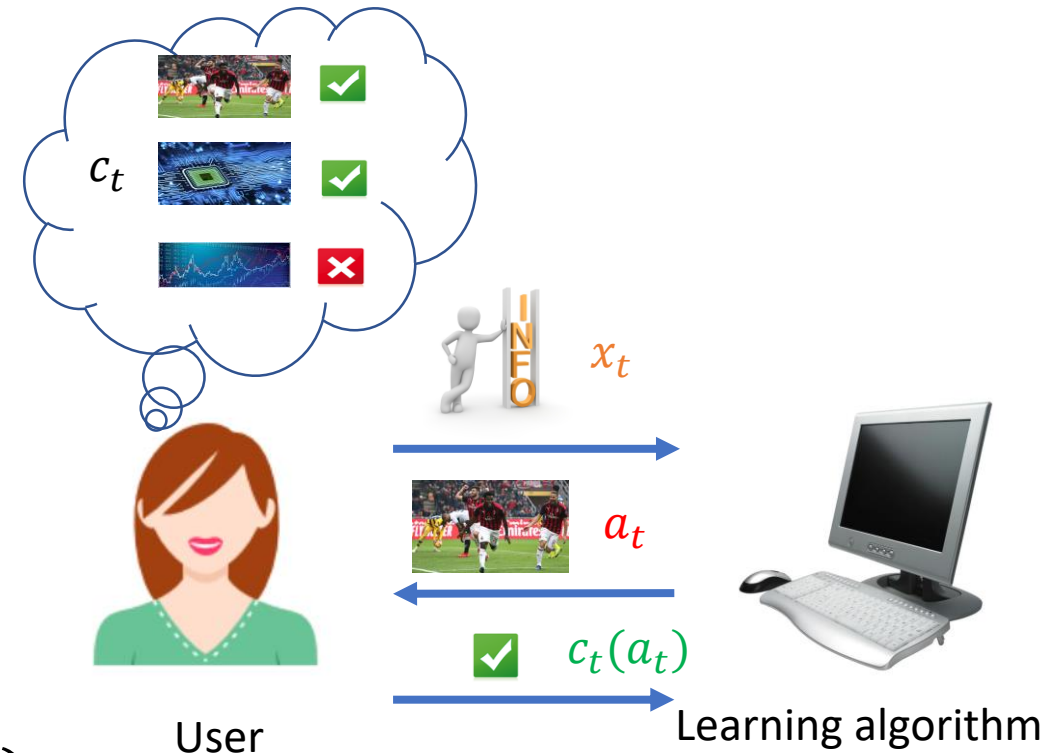 c_t
INFO
x_t
a_t
c_t(a_t)
User
Learning algorithm